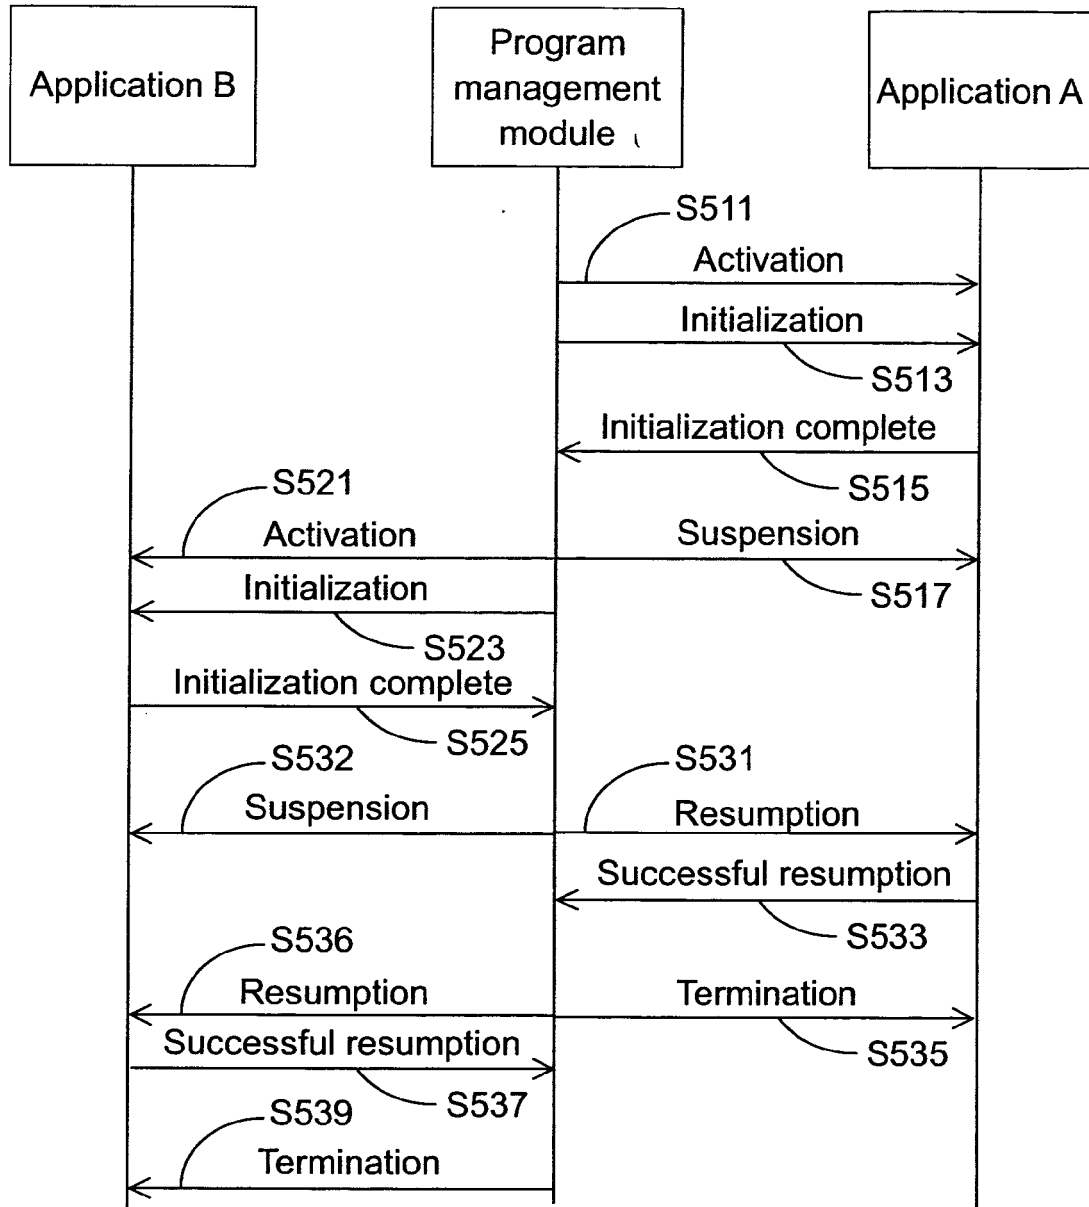 Application B
Program
management
module
Application A
S511
Activation
Initialization
S513
Initialization complete
S515
S521
Activation
Suspension
S517
Initialization
S523
Initialization complete
S525
S532
S531
Suspension
Resumption
Successful resumption
S533
S536
Resumption
Termination
S535
Successful resumption
S537
S539
Termination